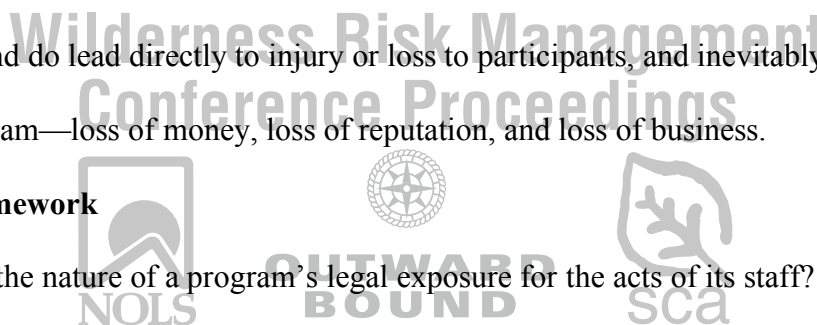 Wilderness Risk Management
nd do lead directly to injury or loss to participants, and inevitably
Conference Proceedings
am—loss of money, loss of reputation, and loss of business.
mework
the nature of a program’s legal exposure for the acts of its staff?
OUTWARD
BOUND
NOLS
sca